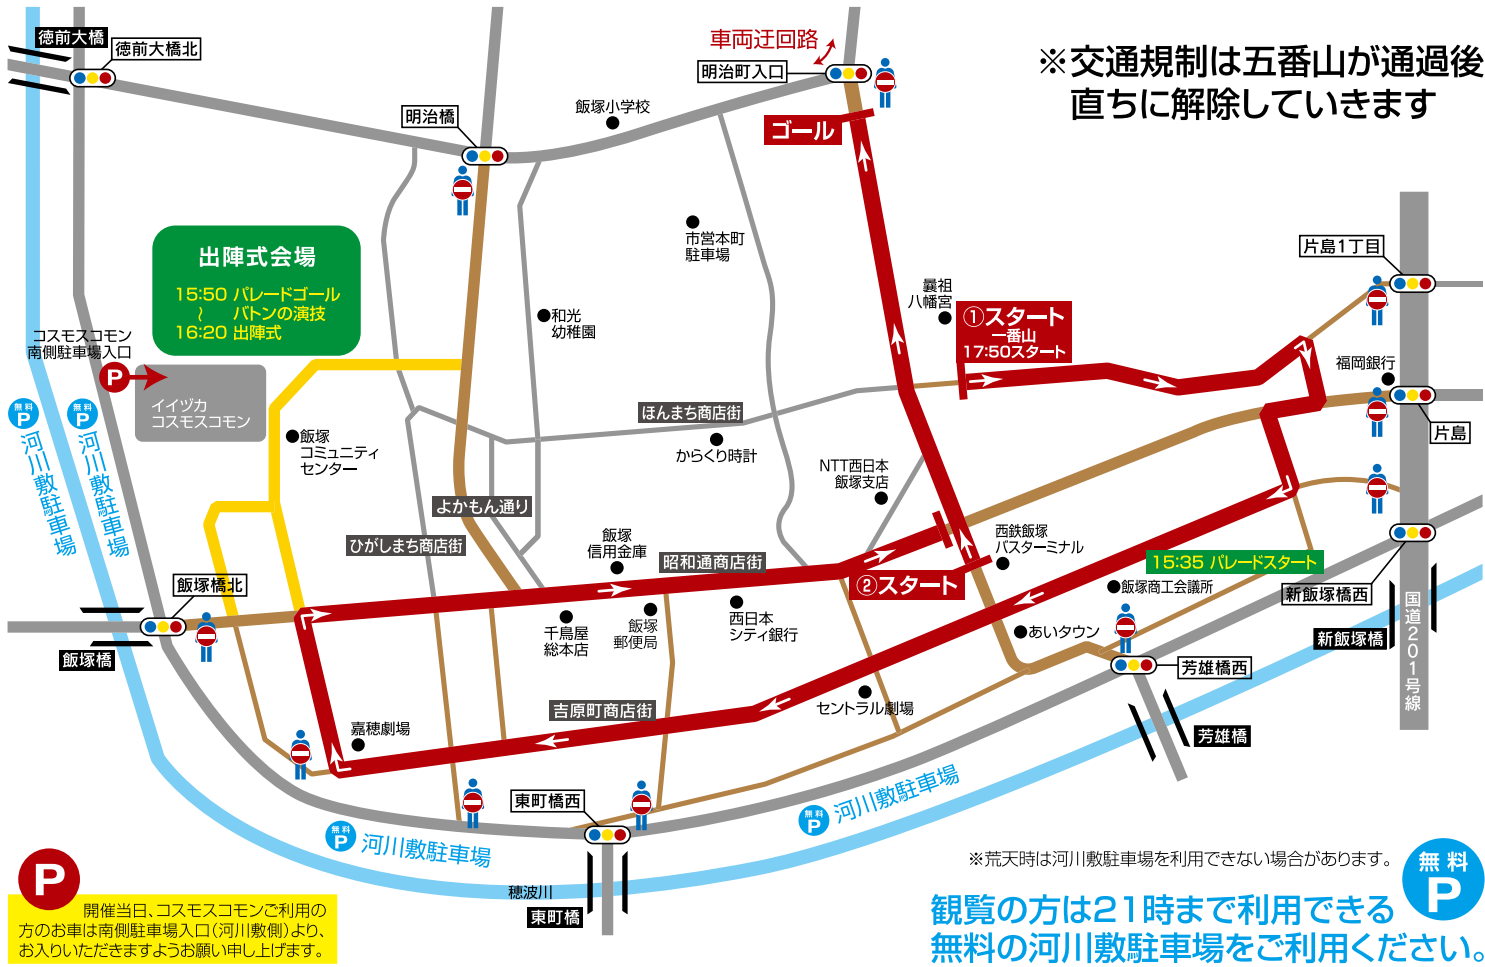 ※交通規制は五番山が通過後
直ちに解除していきます
徳前大橋
徳前大橋北
明治橋
飯塚小学校
車両迂回路
明治町入口
ゴール
出陣式会場
15:50 パレードゴール
〜 バトンの演技
16:20 出陣式
市営本町
駐車場
片島1丁目
曩祖
八幡宮
①スタート
一番山
17:50スタート
和光
幼稚園
コスモスコモン
南側駐車場入口
P
イイヅカ
コスモスコモン
福岡銀行
片島
無料
P
河川敷駐車場
無料
P
河川敷駐車場
ほんまち商店街
からくり時計
飯塚
コミュニティ
センター
NTT西日本
飯塚支店
よかもん通り
ひがしまち商店街
飯塚
信用金庫
昭和通商店街
西鉄飯塚
バスターミナル
15:35 パレードスタート
②スタート
飯塚商工会議所
新飯塚橋西
飯塚橋北
飯塚橋
千鳥屋
総本店
飯塚
郵便局
西日本
シティ銀行
あいタウン
新飯塚橋
国道201号線
芳雄橋西
芳雄橋
セントラル劇場
吉原町商店街
嘉穂劇場
東町橋西
無料
P
河川敷駐車場
無料
P
河川敷駐車場
穂波川
東町橋
P
開催当日、コスモスコモンご利用の
方のお車は南側駐車場入口（河川敷側）より、
お入りいただきますようお願い申し上げます。
※荒天時は河川敷駐車場を利用できない場合があります。
無料
P
観覧の方は21時まで利用できる
無料の河川敷駐車場をご利用ください。